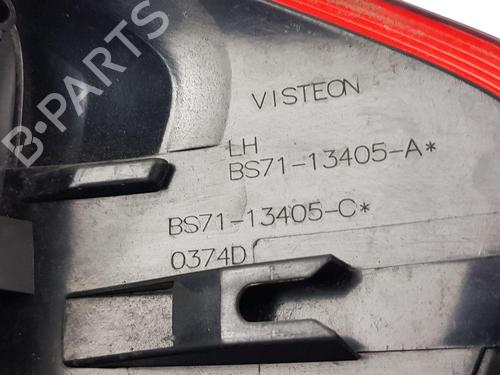 VISTEON
LH
BS71-13405-A*
BS71-13405-C*
0374D
B-PARTS